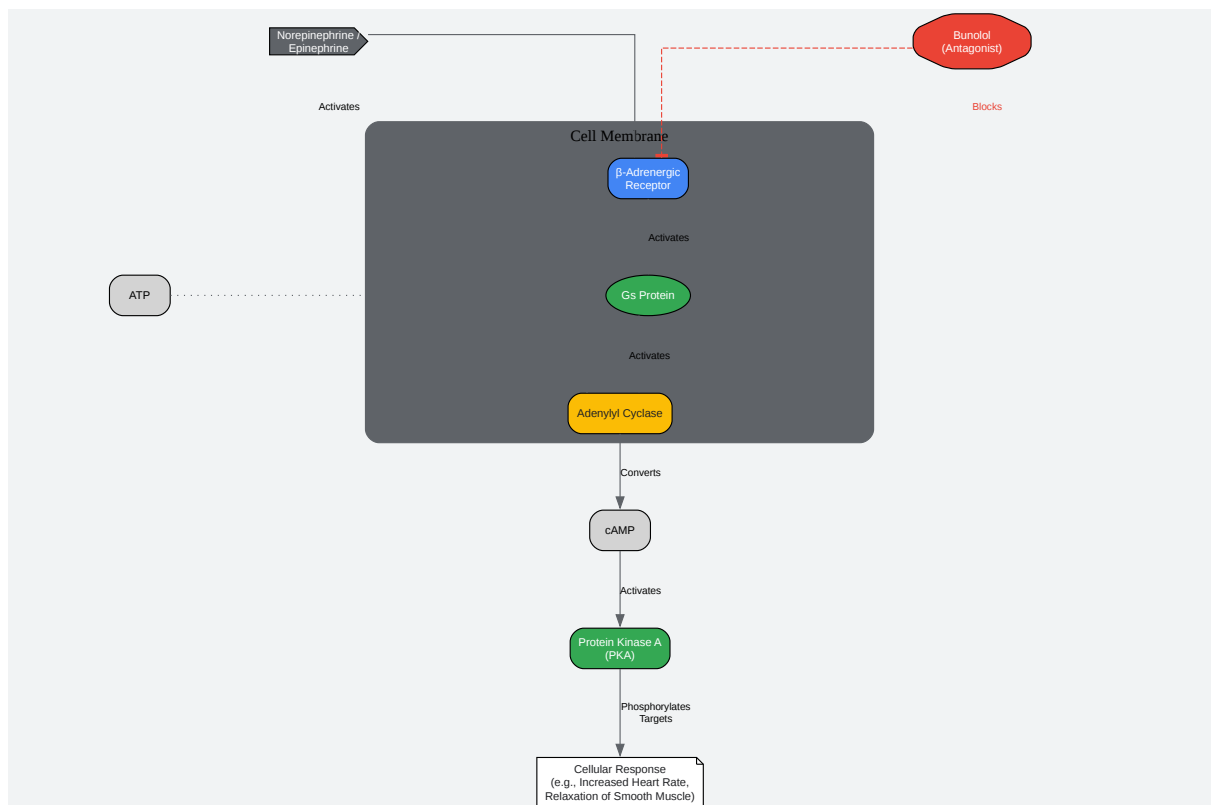 Norepinephrine /
Epinephrine
Bunolol
(Antagonist)
Activates
Blocks
Cell Membrane
β-Adrenergic
Receptor
Activates
ATP
Gs Protein
Activates
Adenylyl Cyclase
Converts
cAMP
Activates
Protein Kinase A
(PKA)
Phosphorylates
Targets
Cellular Response
(e.g., Increased Heart Rate,
Relaxation of Smooth Muscle)